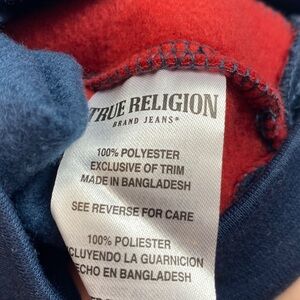 TRUE RELIGION
BRAND JEANS®
100% POLYESTER
EXCLUSIVE OF TRIM
MADE IN BANGLADESH
SEE REVERSE FOR CARE
100% POLIESTER
CLUYENDO LA GUARNICION
ECHO EN BANGLADESH